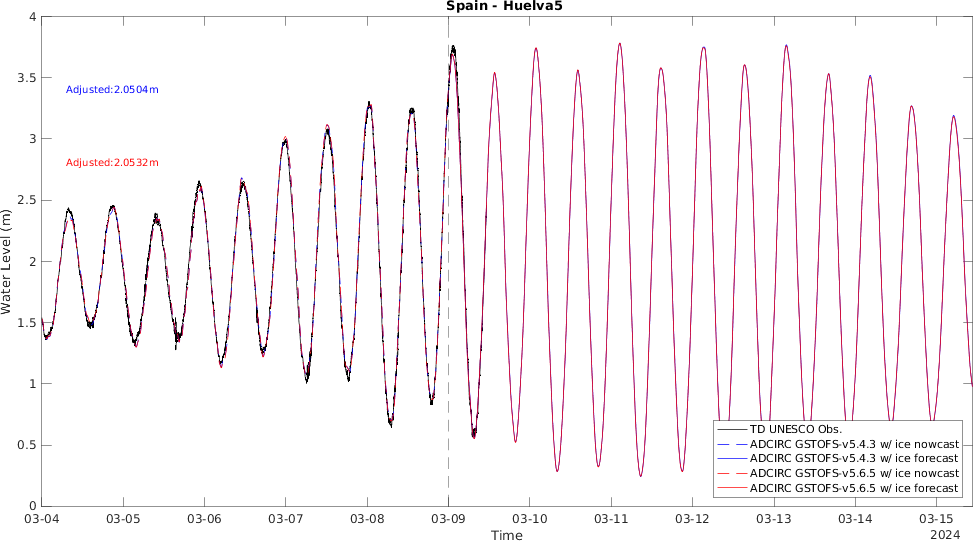 Spain - Huelva5
4
3.5
3
2.5
2
1.5
1
0.5
0
Water Level (m)
Adjusted:2.0504m
Adjusted:2.0532m
TD UNESCO Obs.
ADCIRC GSTOFS-v5.4.3 w/ ice nowcast
ADCIRC GSTOFS-v5.4.3 w/ ice forecast
ADCIRC GSTOFS-v5.6.5 w/ ice nowcast
ADCIRC GSTOFS-v5.6.5 w/ ice forecast
03-04 03-05 03-06 03-07 03-08 03-09 03-10 03-11 03-12 03-13 03-14 03-15
Time
2024